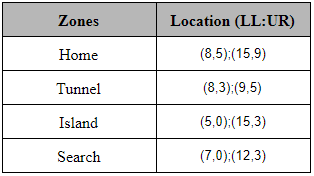 Zones Location (LL:UR)
Home (8,5);(15,9)
Tunnel (8,3);(9,5)
Island (5,0);(15,3)
Search (7,0);(12,3)